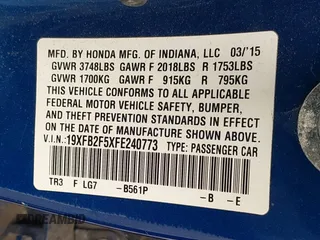 MFD. BY HONDA MFG. OF INDIANA, LLC 03/'15
GVWR 3748LBS GAWR F 2018LBS R 1753LBS
GVWR 1700KG GAWR F 915KG R 795KG
THIS VEHICLE CONFORMS TO ALL APPLICABLE
FEDERAL MOTOR VEHICLE SAFETY, BUMPER,
AND THEFT PREVENTION STANDARDS IN EFFECT
ON THE DATE OF MANUFACTURE SHOWN ABOVE.
V.I.N.: 19XFB2F5XFE240773 TYPE: PASSENGER CAR
TR3 F LG7 -B561P -B -E